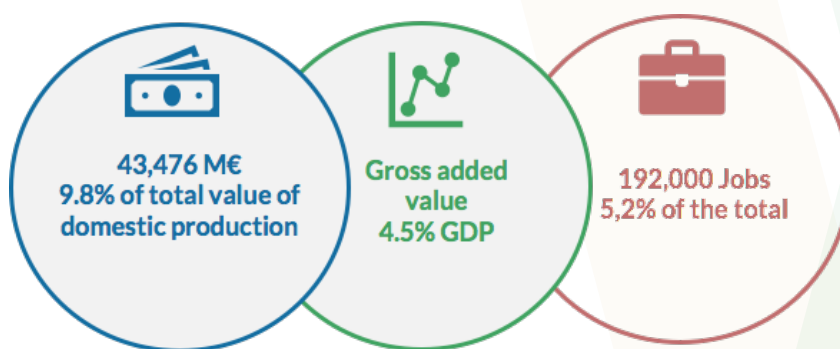 43,476 M€
9.8% of total value of
domestic production
Gross added
value
4.5% GDP
192,000 Jobs
5,2% of the total